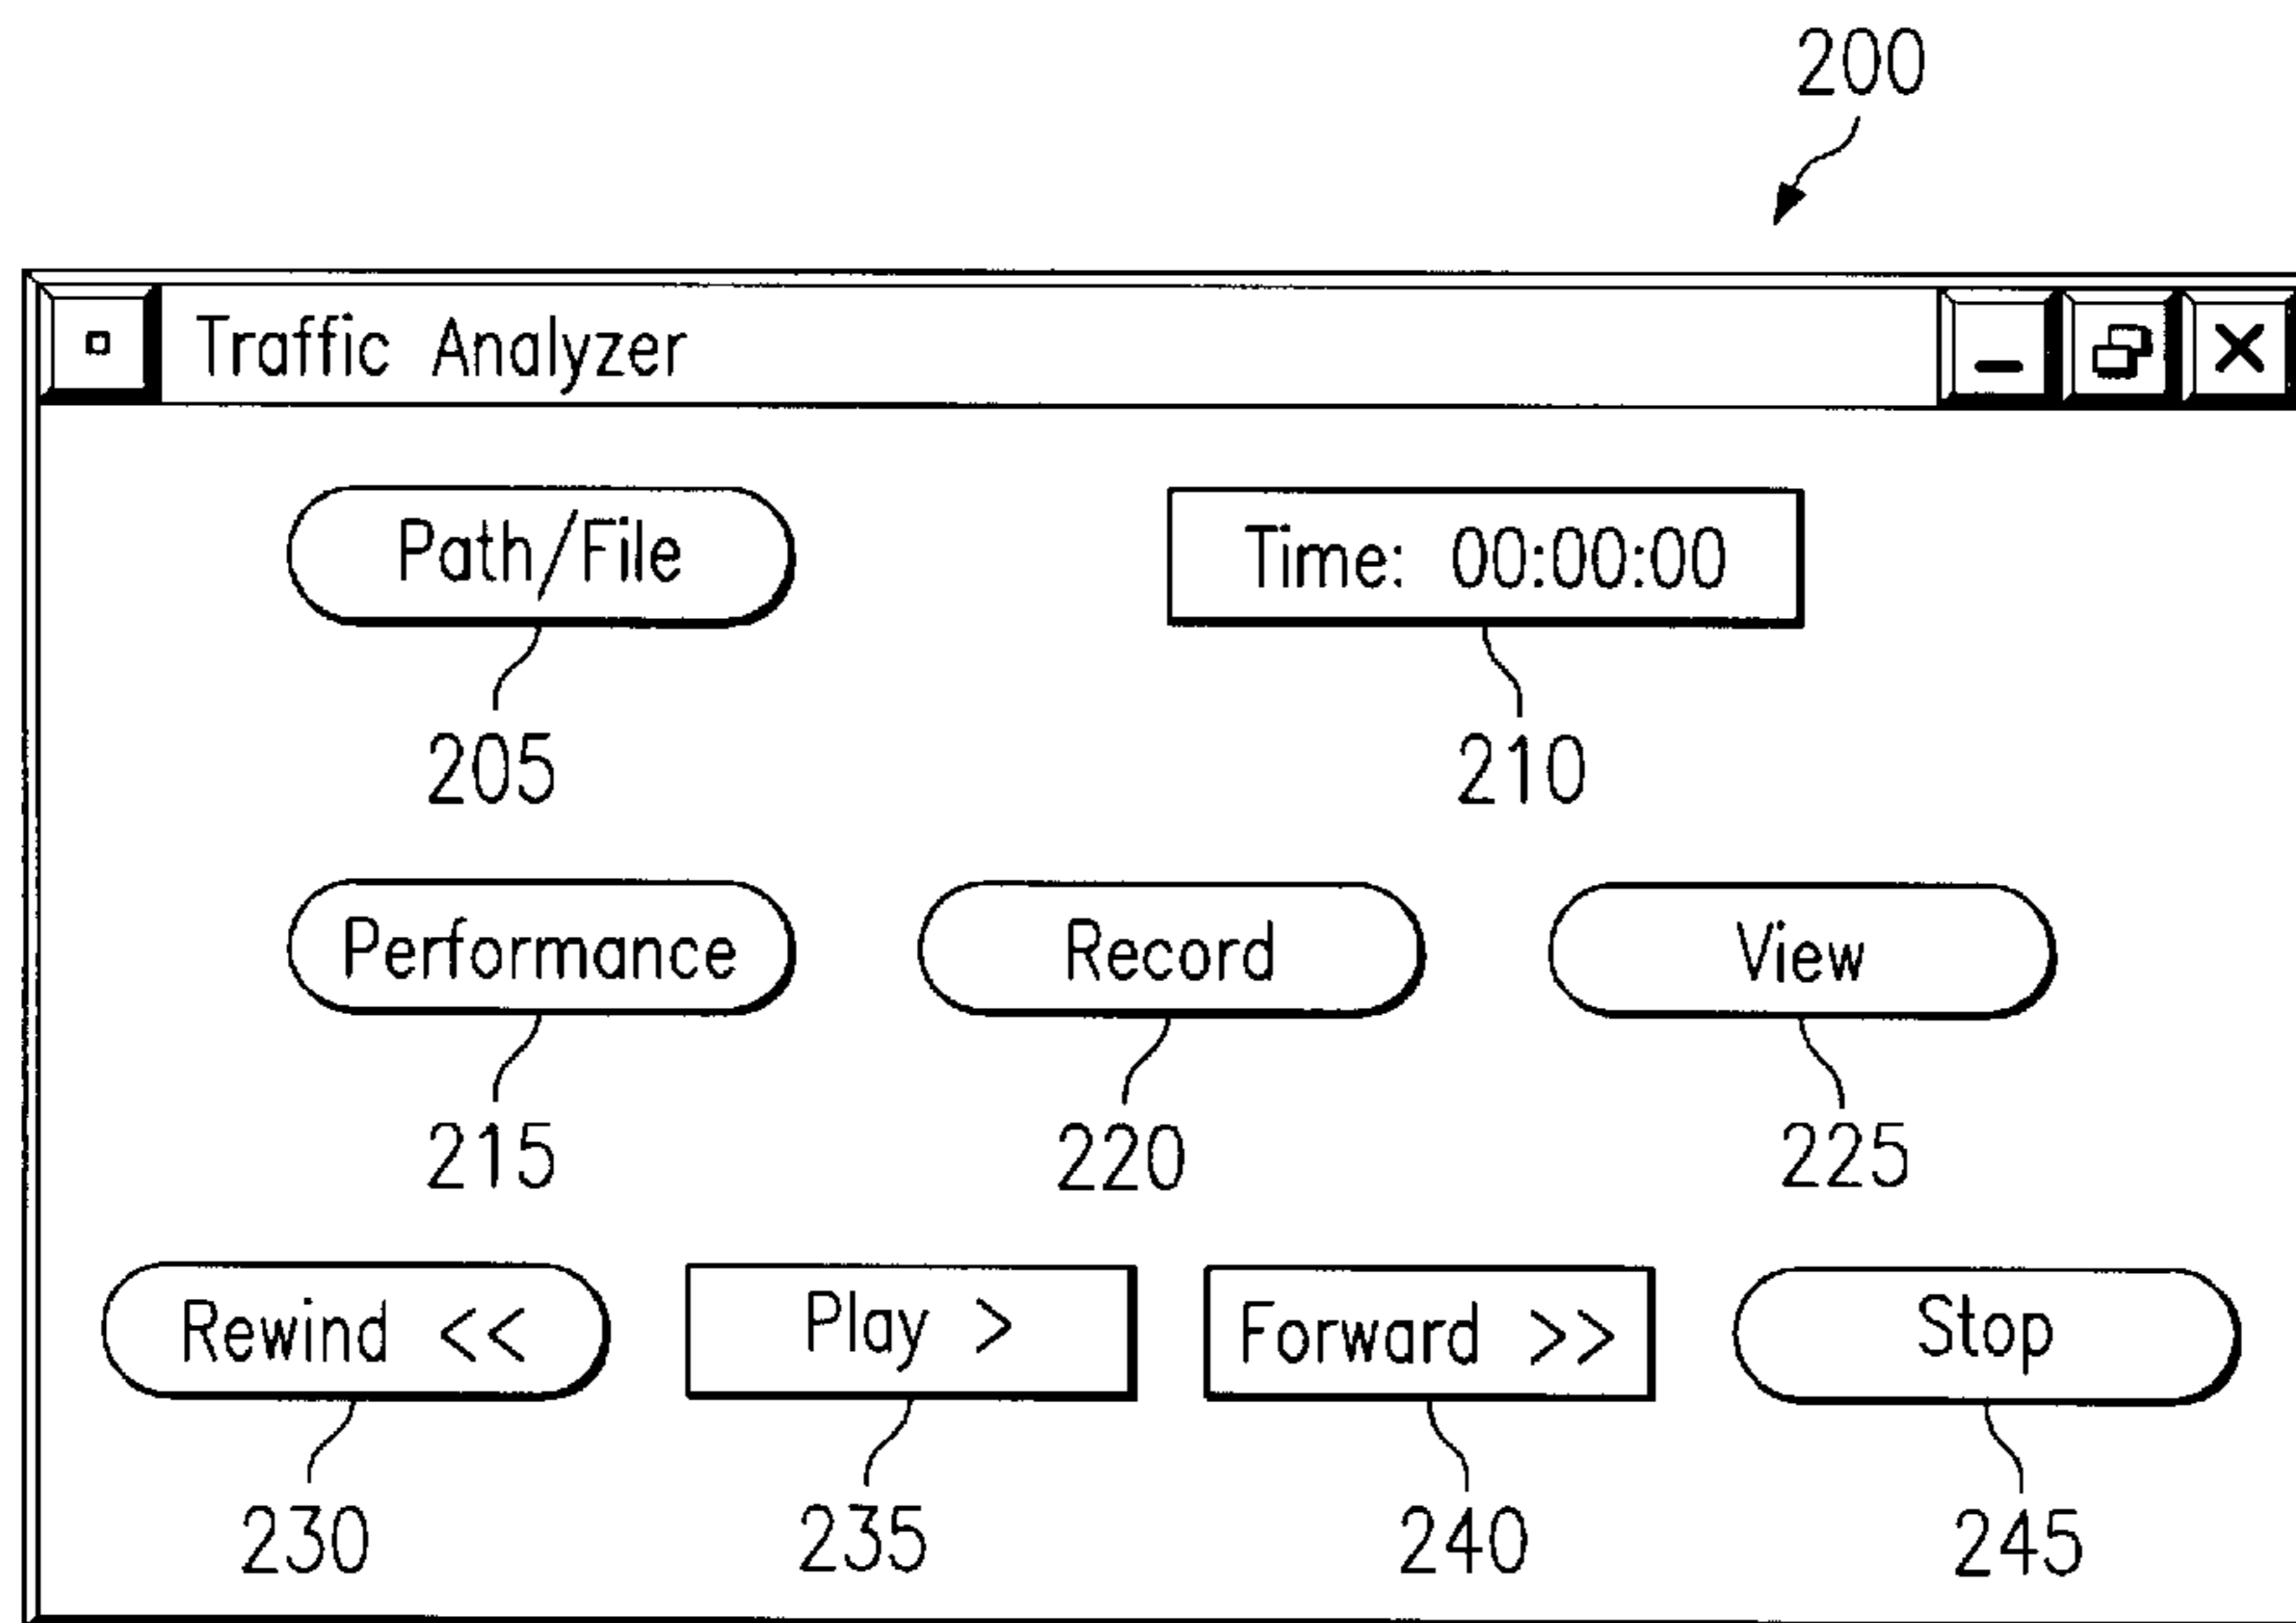 200
Traffic Analyzer
Path/File
Time: 00:00:00
205
210
Performance
Record
View
215
220
225
Rewind <<
Play >
Forward >>
Stop
230
235
240
245